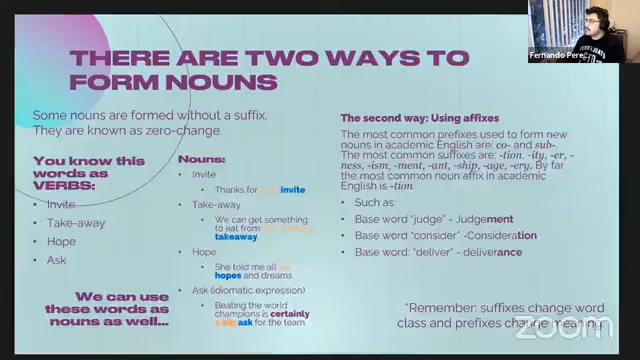 THERE ARE TWO WAYS TO
FORM NOUNS
Some nouns are formed without a suffix.
They are known as zero-change.
You know this
words as
VERBS:
• Invite
• Take-away
• Hope
• Ask
We can use
these words as
nouns as well...
Nouns:
• Invite
• Thanks for invite
• Take-away
• We can get something
to eat from
takeaway.
• Hope
• She told me all
hopes and dreams.
• Ask (idiomatic expression)
• Beating the world
champions is certainly
a big ask for the team.
The second way: Using affixes
The most common prefixes used to form new
nouns in academic English are: co- and sub-.
The most common suffixes are: -tion, -ity, -er, -
ness, -ism, -ment, -ant, -ship, -age, -ery. By far
the most common noun affix in academic
English is -tion.
• Such as:
• Base word "judge" - Judgement
• Base word "consider" -Consideration
• Base word: "deliver" - deliverance
*Remember: suffixes change word
class and prefixes change meaning.
Fernando Pere
zoom